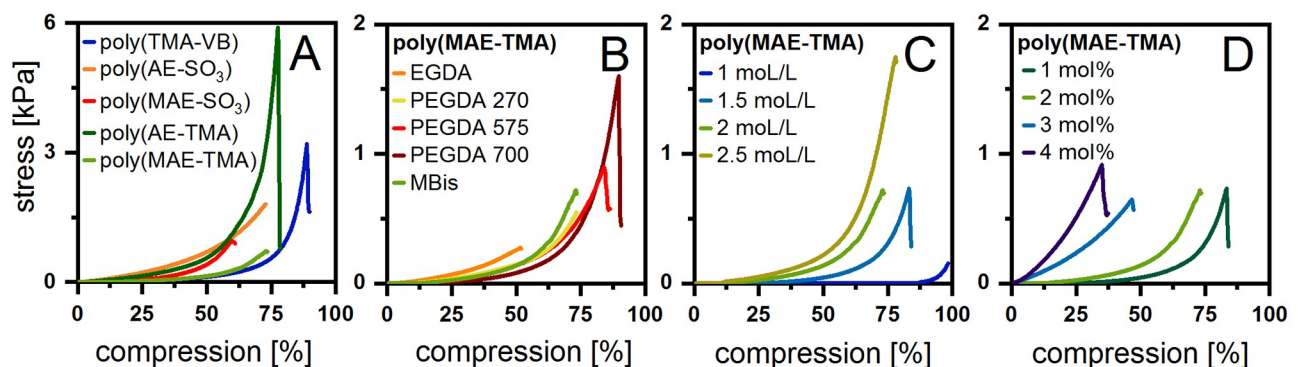 6
3
0
stress [kPa]
A
poly(TMA-VB)
poly(AE-SO₃)
poly(MAE-SO₃)
poly(AE-TMA)
poly(MAE-TMA)
0 25 50 75 100
compression [%]
2
1
0
B
poly(MAE-TMA)
EGDA
PEGDA 270
PEGDA 575
PEGDA 700
MBis
0 25 50 75 100
compression [%]
2
1
0
C
poly(MAE-TMA)
1 moL/L
1.5 moL/L
2 moL/L
2.5 moL/L
0 25 50 75 100
compression [%]
2
1
0
D
poly(MAE-TMA)
1 mol%
2 mol%
3 mol%
4 mol%
0 25 50 75 100
compression [%]